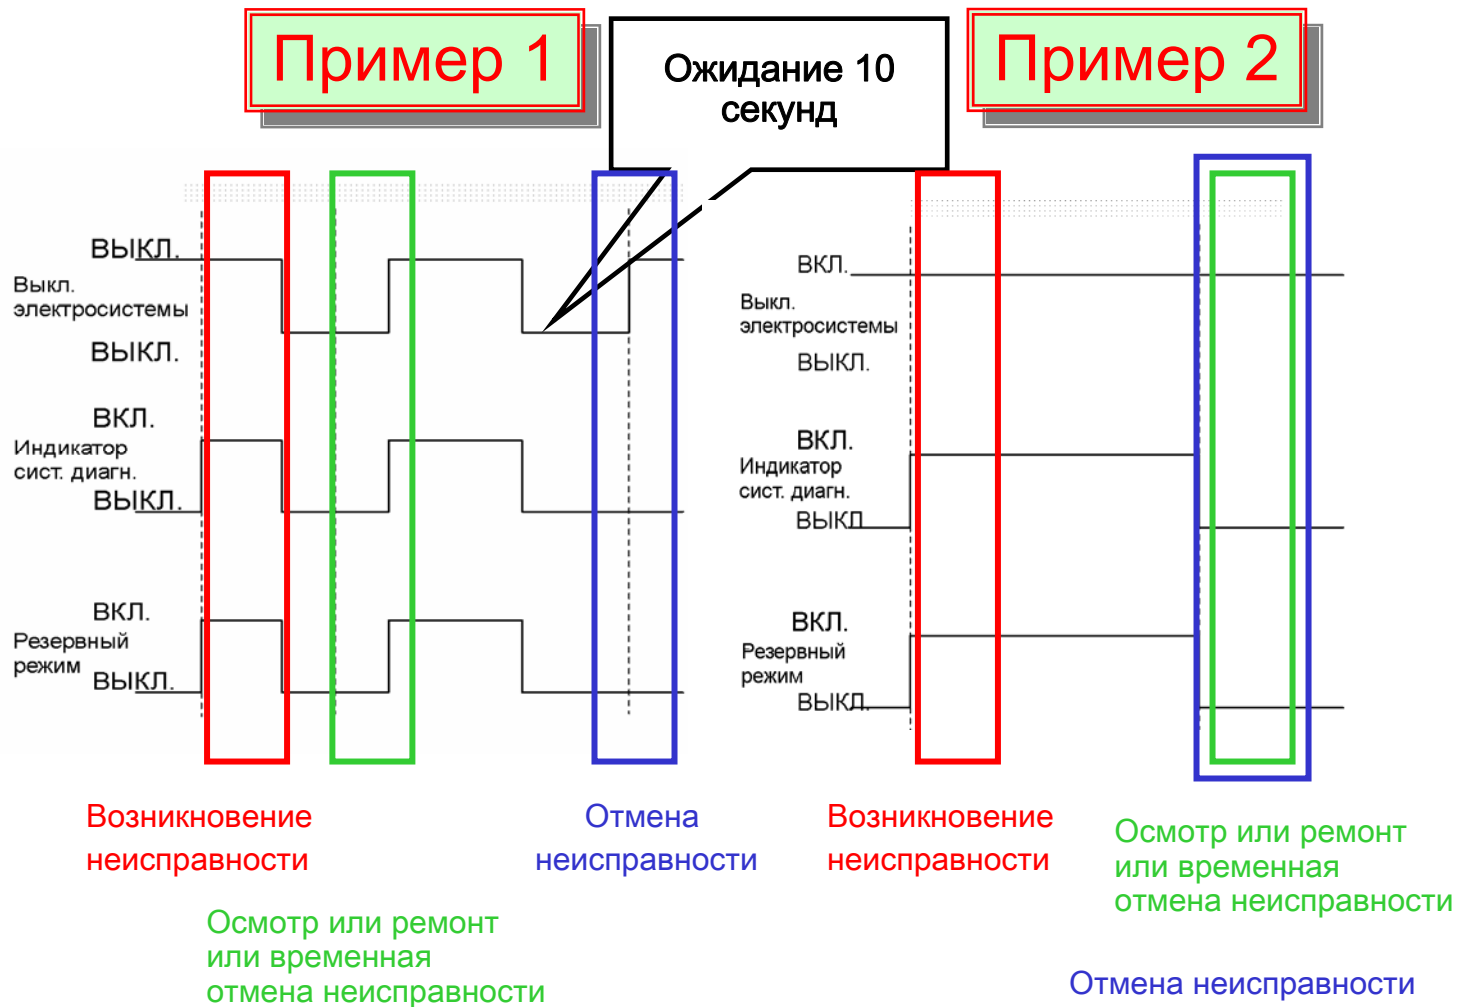 Пример 1
Ожидание 10
секунд
Пример 2
ВЫКЛ.
Выкл.
электросистемы
ВЫКЛ.
ВКЛ.
Индикатор
сист. диагн.
ВЫКЛ.
ВКЛ.
Резервный
режим
ВЫКЛ.
ВКЛ.
Выкл.
электросистемы
ВЫКЛ.
ВКЛ.
Индикатор
сист. диагн.
ВЫКЛ
ВКЛ.
Резервный
режим
ВЫКЛ.
Возникновение
неисправности
Осмотр или ремонт
или временная
отмена неисправности
Отмена
неисправности
Возникновение
неисправности
Осмотр или ремонт
или временная
отмена неисправности
Отмена неисправности